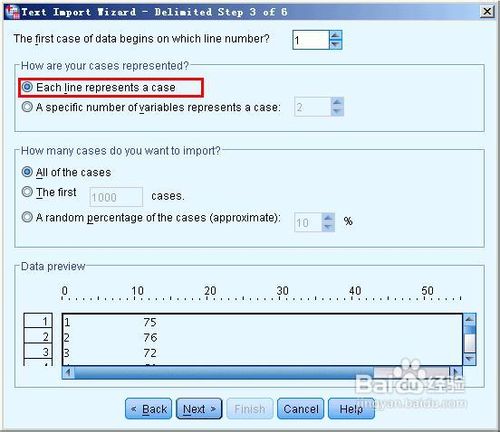 Text Import Wizard - Delimited Step 3 of 6
The first case of data begins on which line number? 1
How are your cases represented?
Each line represents a case
A specific number of variables represents a case: 2
How many cases do you want to import?
All of the cases
The first 1000 cases.
A random percentage of the cases (approximate): 10 %
Data preview
0 10 20 30 40 50
1 1 75
2 2 76
3 3 72
< Back Next > Finish Cancel Help
Baidu 经验
jingyan.baidu.com